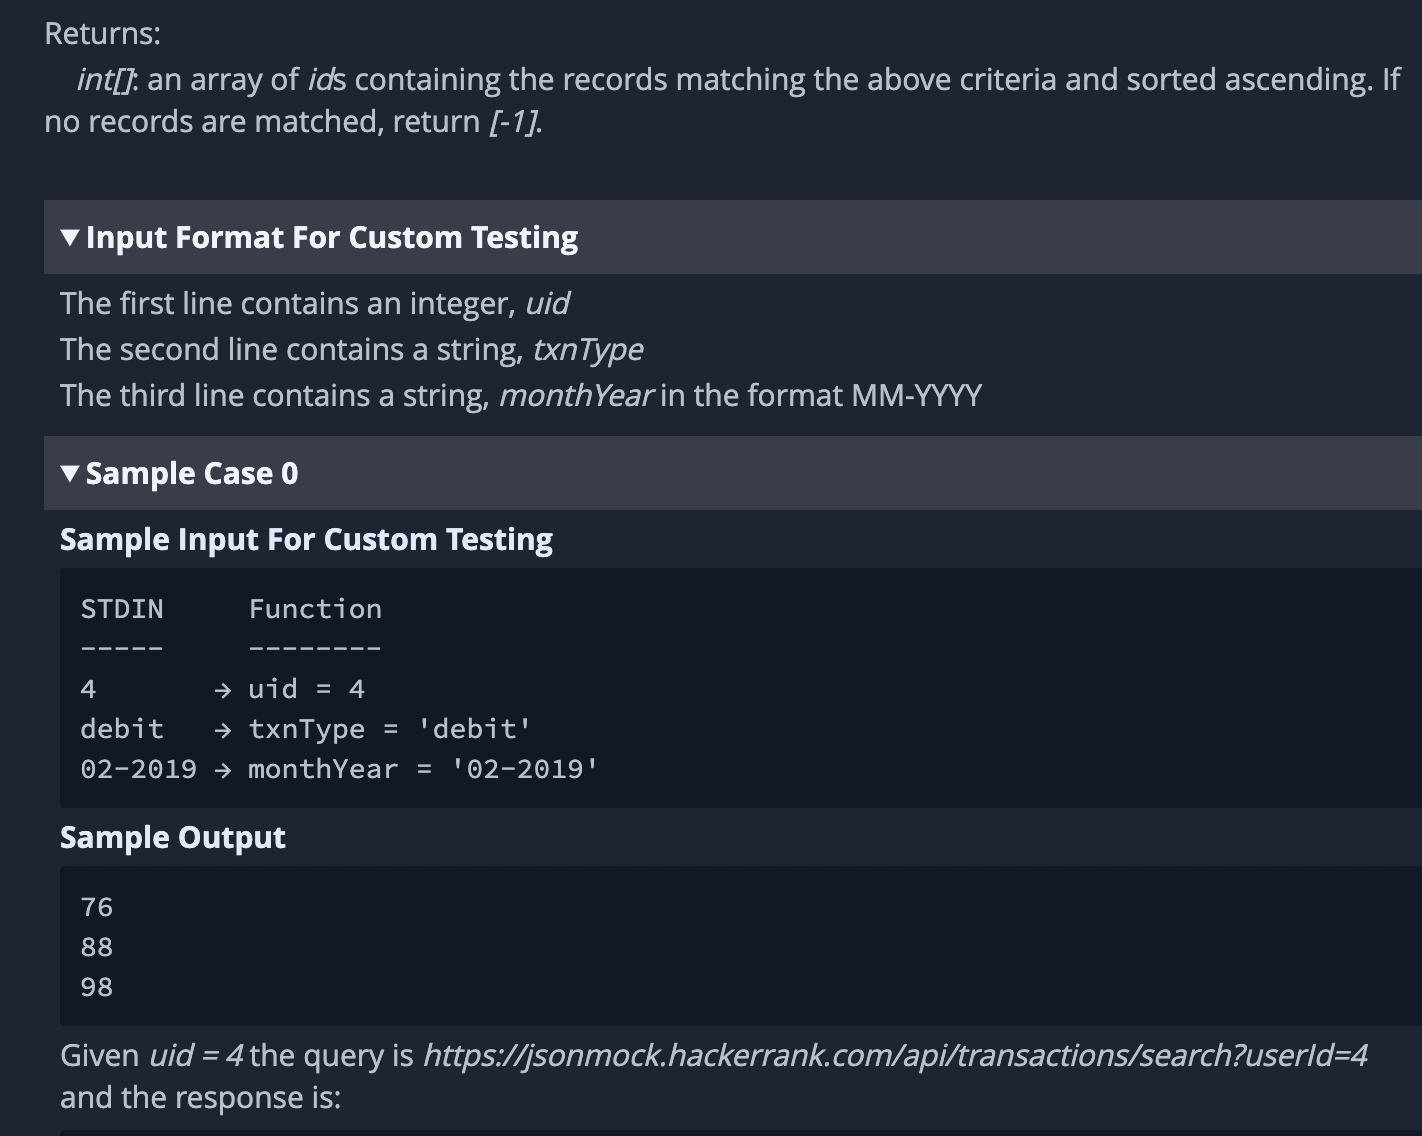 Returns:
int[]: an array of ids containing the records matching the above criteria and sorted ascending. If
no records are matched, return [-1].
▼ Input Format For Custom Testing
The first line contains an integer, uid
The second line contains a string, txnType
The third line contains a string, monthYear in the format MM-YYYY
▼ Sample Case 0
Sample Input For Custom Testing
STDIN     Function
-----     --------
4       → uid = 4
debit   → txnType = 'debit'
02-2019 → monthYear = '02-2019'
Sample Output
76
88
98
Given uid = 4 the query is https://jsonmock.hackerrank.com/api/transactions/search?userId=4
and the response is: